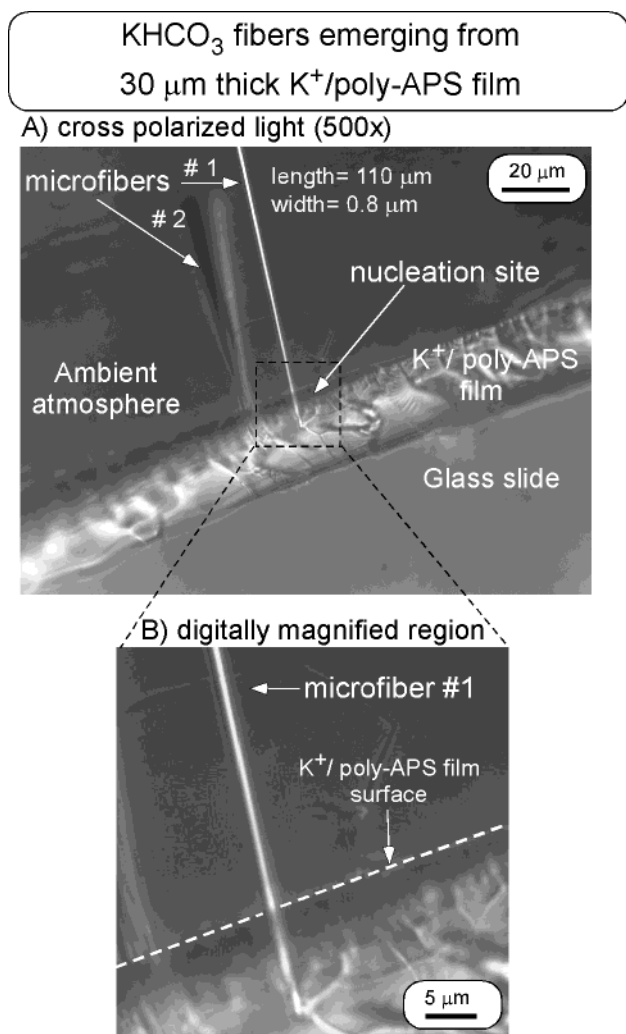 KHCO₃ fibers emerging from
30 μm thick K⁺/poly-APS film
A) cross polarized light (500x)
# 1
microfibers
# 2
length= 110 μm
width= 0.8 μm
20 μm
nucleation site
K⁺/ poly-APS
film
Ambient
atmosphere
Glass slide
B) digitally magnified region
microfiber #1
K⁺/ poly-APS film
surface
5 μm